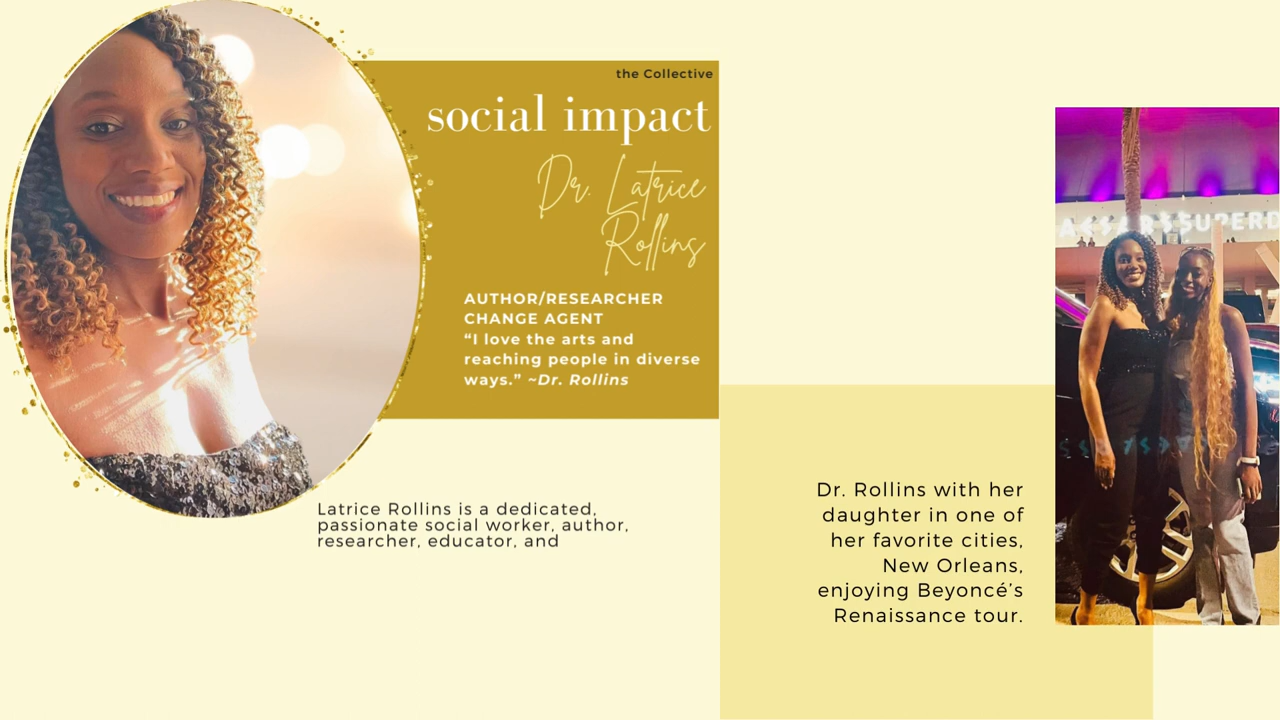 the Collective
social impact
Dr. Latrice
Rollins
AUTHOR/RESEARCHER
CHANGE AGENT
“I love the arts and
reaching people in diverse
ways.” ~Dr. Rollins
Latrice Rollins is a dedicated,
passionate social worker, author,
researcher, educator, and
Dr. Rollins with her
daughter in one of
her favorite cities,
New Orleans,
enjoying Beyoncé’s
Renaissance tour.